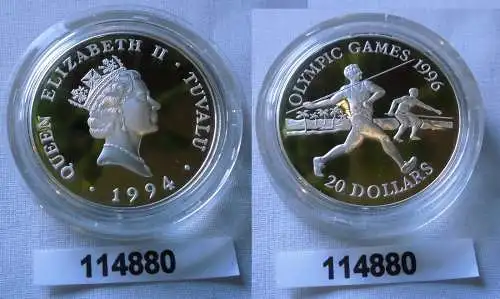 QUEEN ELIZABETH II · TUVALU
· 1994 ·
OLYMPIC GAMES 1996
20 DOLLARS
114880
114880